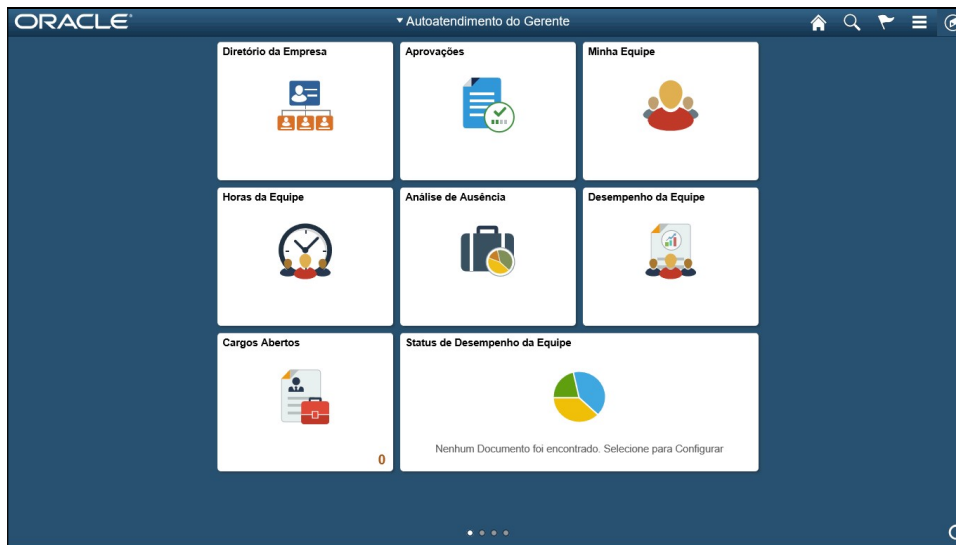 ORACLE
Autoatendimento do Gerente
Diretório da Empresa
Aprovações
Minha Equipe
Horas da Equipe
Análise de Ausência
Desempenho da Equipe
Cargos Abertos
0
Status de Desempenho da Equipe
Nenhum Documento foi encontrado. Selecione para Configurar